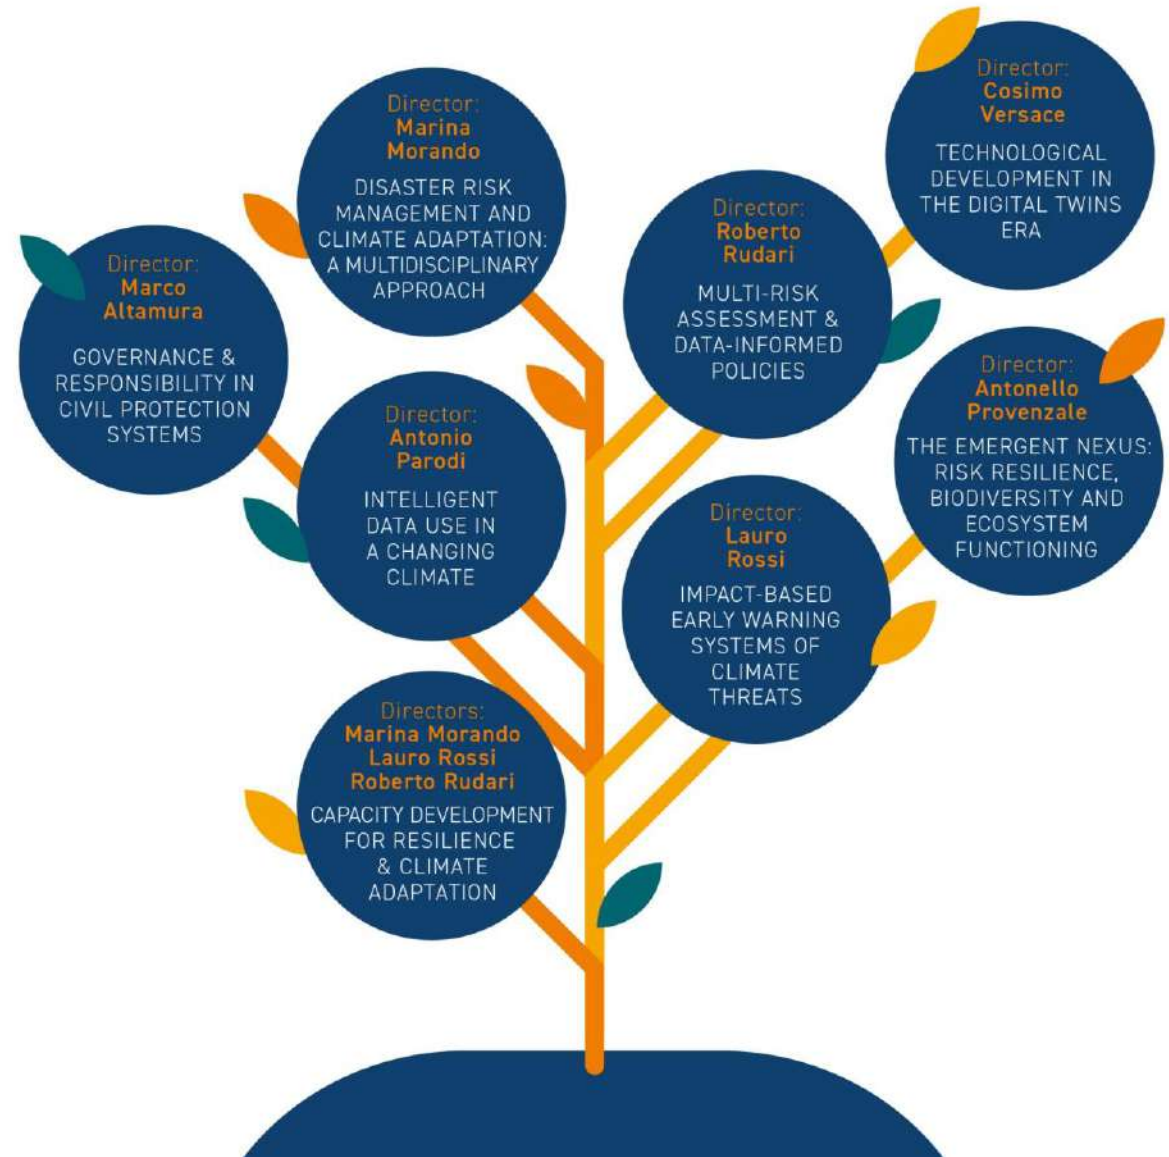 Director:
Marina
Morando
DISASTER RISK
MANAGEMENT AND
CLIMATE ADAPTATION:
A MULTIDISCIPLINARY
APPROACH
Director:
Cosimo
Versace
TECHNOLOGICAL
DEVELOPMENT IN
THE DIGITAL TWINS
ERA
Director:
Roberto
Rudari
MULTI-RISK
ASSESSMENT &
DATA-INFORMED
POLICIES
Director:
Marco
Altamura
GOVERNANCE &
RESPONSIBILITY IN
CIVIL PROTECTION
SYSTEMS
Director:
Antonello
Provenzale
THE EMERGENT NEXUS:
RISK RESILIENCE,
BIODIVERSITY AND
ECOSYSTEM
FUNCTIONING
Director:
Antonio
Parodi
INTELLIGENT
DATA USE IN
A CHANGING
CLIMATE
Director:
Lauro
Rossi
IMPACT-BASED
EARLY WARNING
SYSTEMS OF
CLIMATE
THREATS
Directors:
Marina Morando
Lauro Rossi
Roberto Rudari
CAPACITY DEVELOPMENT
FOR RESILIENCE
& CLIMATE
ADAPTATION